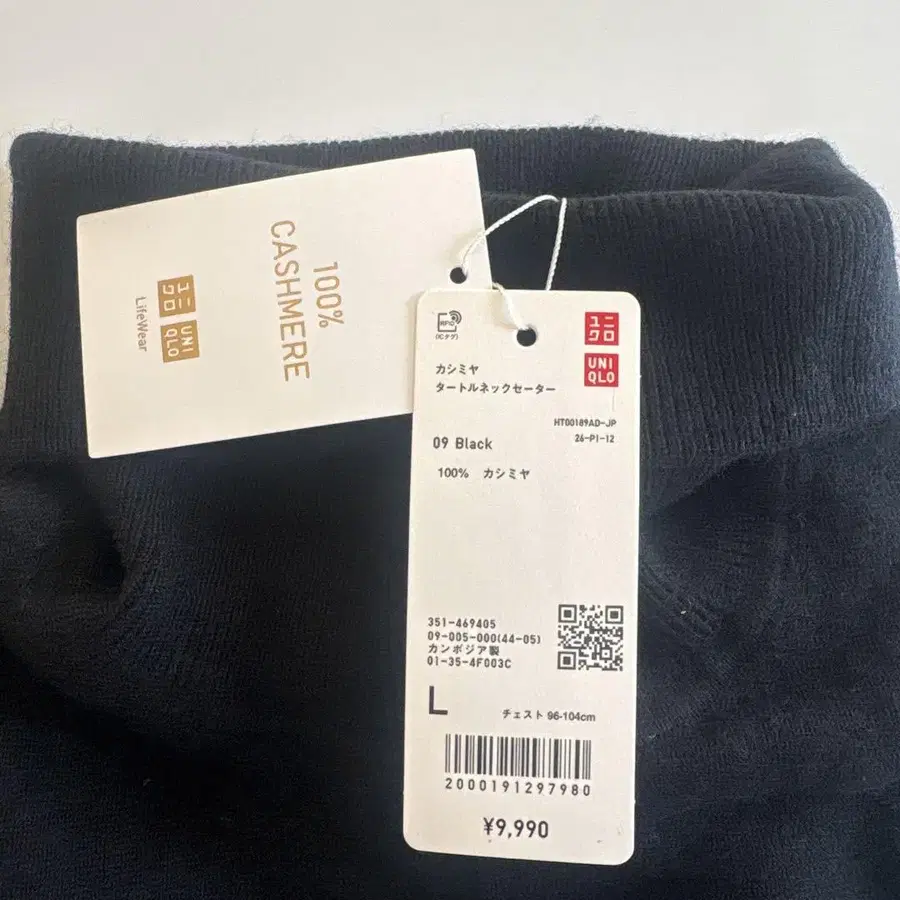 100%
CASHMERE
ユニ
クロ
UNI
QLO
LifeWear
RFID
(ICタグ)
ユニ
クロ
UNI
QLO
カシミヤ
タートルネックセーター
HT00189AD-JP
26-P1-12
09 Black
100% カシミヤ
351-469405
09-005-000(44-05)
カンボジア製
01-35-4F003C
L
チェスト 96-104cm
2000191297980
¥9,990